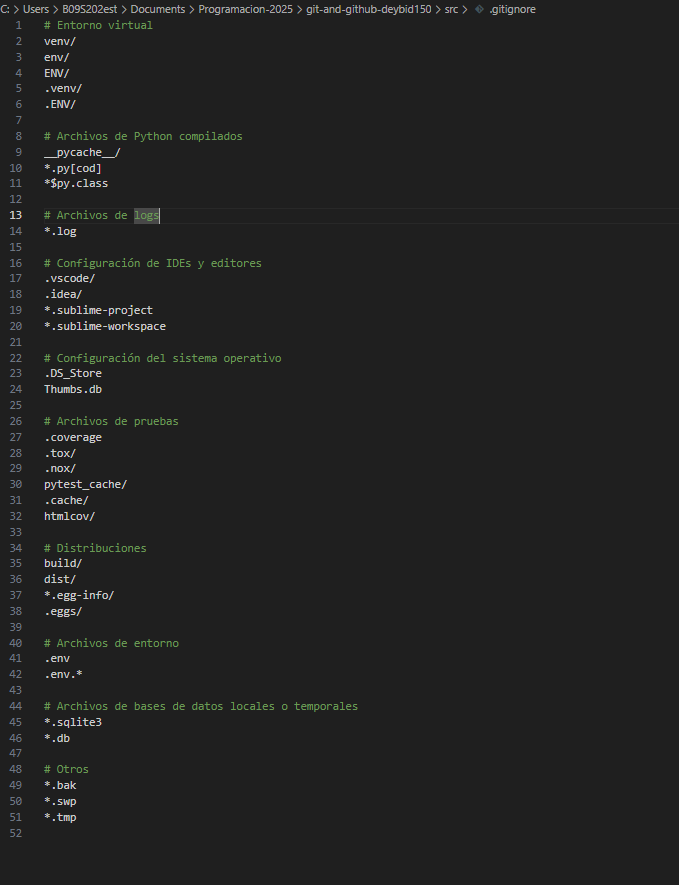 C: > Users > B09S202est > Documents > Programacion-2025 > git-and-github-deybid150 > src > .gitignore
1 # Entorno virtual
2 venv/
3 env/
4 ENV/
5 .venv/
6 .ENV/
7
8 # Archivos de Python compilados
9 __pycache__/
10 *.py[cod]
11 *$py.class
12
13 # Archivos de logs
14 *.log
15
16 # Configuración de IDEs y editores
17 .vscode/
18 .idea/
19 *.sublime-project
20 *.sublime-workspace
21
22 # Configuración del sistema operativo
23 .DS_Store
24 Thumbs.db
25
26 # Archivos de pruebas
27 .coverage
28 .tox/
29 .nox/
30 pytest_cache/
31 .cache/
32 htmlcov/
33
34 # Distribuciones
35 build/
36 dist/
37 *.egg-info/
38 .eggs/
39
40 # Archivos de entorno
41 .env
42 .env.*
43
44 # Archivos de bases de datos locales o temporales
45 *.sqlite3
46 *.db
47
48 # Otros
49 *.bak
50 *.swp
51 *.tmp
52